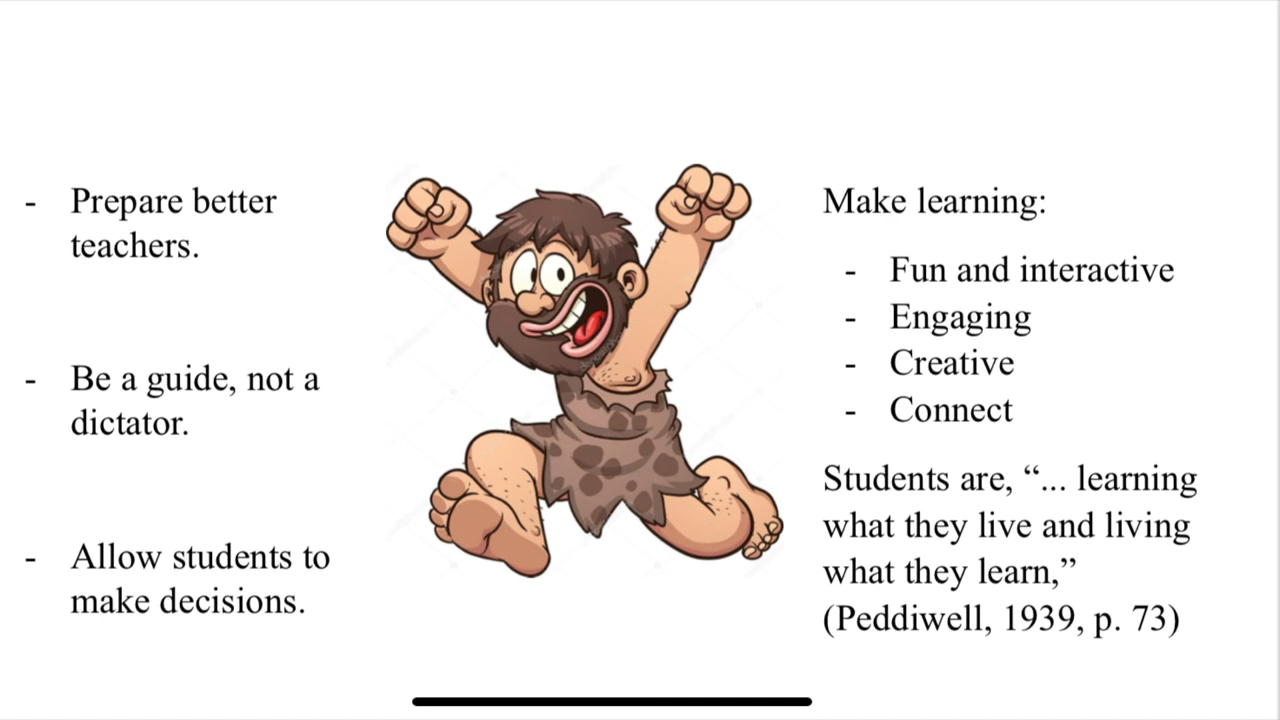 - Prepare better
teachers.
- Be a guide, not a
dictator.
- Allow students to
make decisions.
Make learning:
- Fun and interactive
- Engaging
- Creative
- Connect
Students are, “... learning
what they live and living
what they learn,”
(Peddiwell, 1939, p. 73)